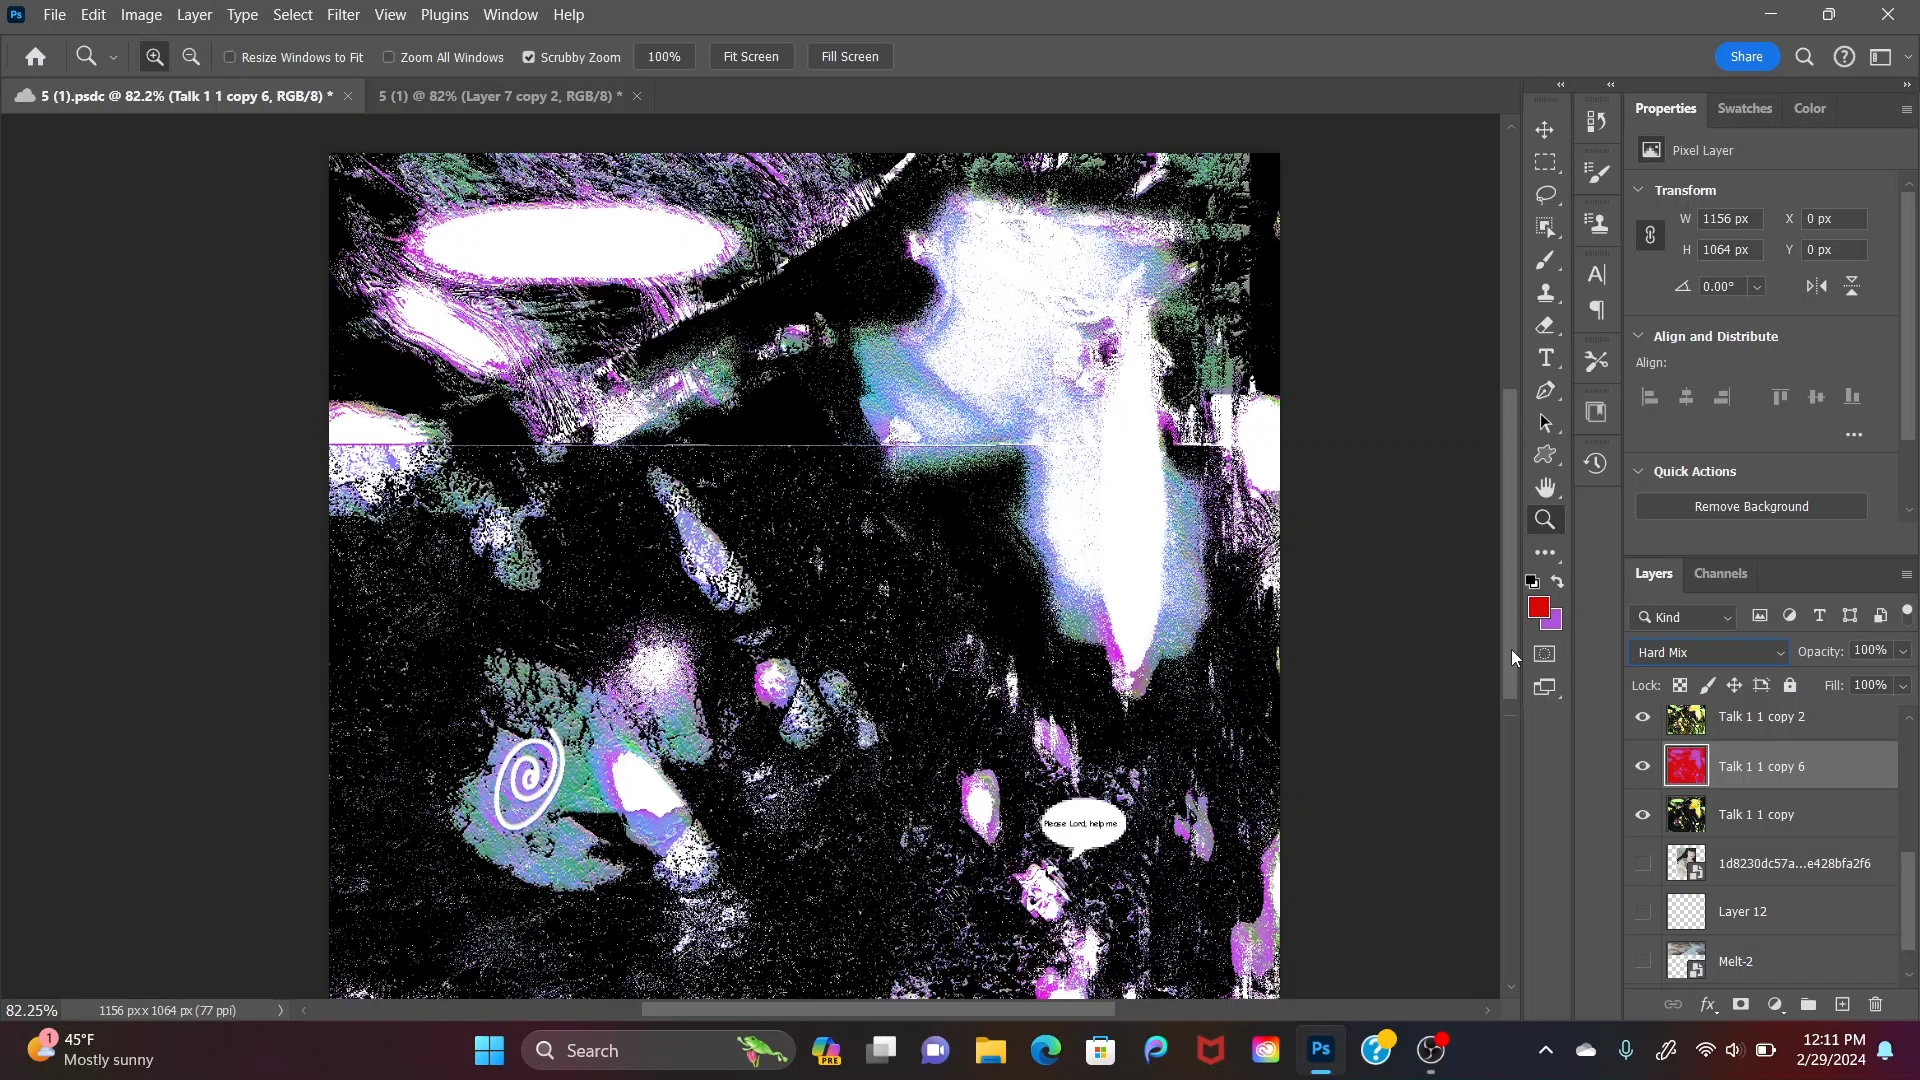 Ps File Edit Image Layer Type Select Filter View Plugins Window Help
Resize Windows to Fit Zoom All Windows Scrubby Zoom 100% Fit Screen Fill Screen Share
5 (1).psdc @ 82.2% (Talk 1 1 copy 6, RGB/8) * 5 (1) @ 82% (Layer 7 copy 2, RGB/8) *
Properties Swatches Color
Pixel Layer
Transform
W 1156 px X 0 px
H 1064 px Y 0 px
0.00°
Align and Distribute
Align:
Quick Actions
Remove Background
Layers Channels
Kind
Hard Mix Opacity: 100%
Lock: Fill: 100%
Talk 1 1 copy 2
Talk 1 1 copy 6
Talk 1 1 copy
1d8230dc57a...e428bfa2f6
Layer 12
Melt-2
Please Lord, help me
82.25% 1156 px x 1064 px (77 ppi)
1 45°F
Mostly sunny
Search
PRE
Ps
12:11 PM
2/29/2024